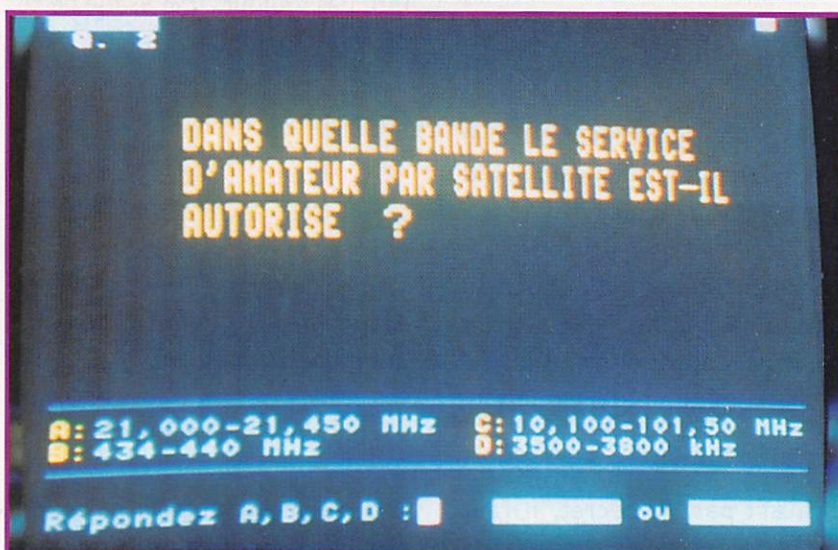 Q. 2
DANS QUELLE BANDE LE SERVICE
D'AMATEUR PAR SATELLITE EST-IL
AUTORISE ?
A: 21,000-21,450 MHz C: 10,100-101,50 MHz
B: 434-440 MHz D: 3500-3800 kHz
Répondez A,B,C,D : ou